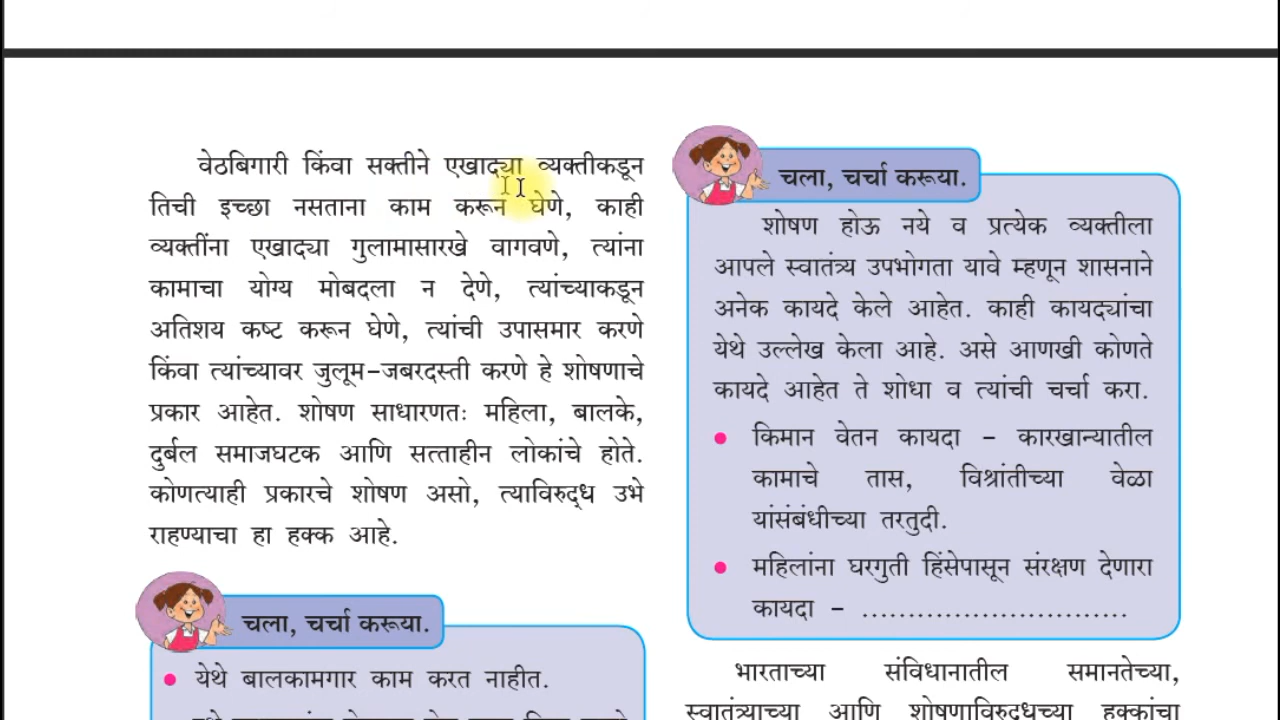 वेठबिगारी किंवा सक्तीने एखाद्या व्यक्तीकडून
तिची इच्छा नसताना काम करून घेणे, काही
व्यक्तींना एखाद्या गुलामासारखे वागवणे, त्यांना
कामाचा योग्य मोबदला न देणे, त्यांच्याकडून
अतिशय कष्ट करून घेणे, त्यांची उपासमार करणे
किंवा त्यांच्यावर जुलूम-जबरदस्ती करणे हे शोषणाचे
प्रकार आहेत. शोषण साधारणतः महिला, बालके,
दुर्बल समाजघटक आणि सत्ताहीन लोकांचे होते.
कोणत्याही प्रकारचे शोषण असो, त्याविरुद्ध उभे
राहण्याचा हा हक्क आहे.
चला, चर्चा करूया.
● येथे बालकामगार काम करत नाहीत.
चला, चर्चा करूया.
शोषण होऊ नये व प्रत्येक व्यक्तीला
आपले स्वातंत्र्य उपभोगता यावे म्हणून शासनाने
अनेक कायदे केले आहेत. काही कायद्यांचा
येथे उल्लेख केला आहे. असे आणखी कोणते
कायदे आहेत ते शोधा व त्यांची चर्चा करा.
● किमान वेतन कायदा - कारखान्यातील
कामाचे तास, विश्रांतीच्या वेळा
यांसंबंधीच्या तरतुदी.
● महिलांना घरगुती हिंसेपासून संरक्षण देणारा
कायदा - ............................
भारताच्या संविधानातील समानतेच्या,
स्वातंत्र्याच्या आणि शोषणाविरुद्धच्या हक्कांचा